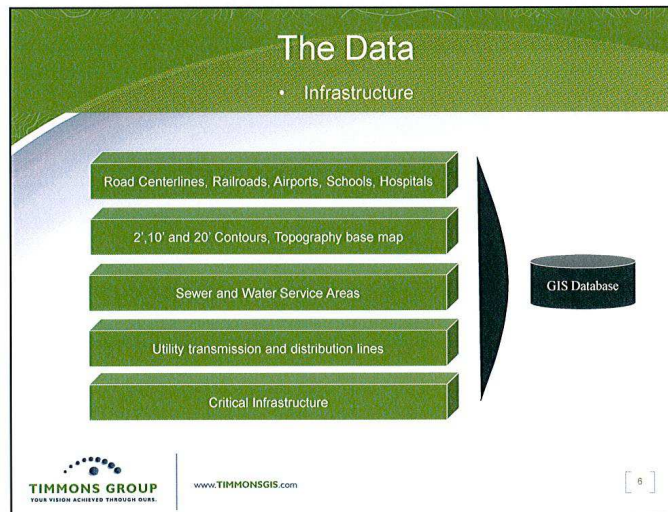 The Data
• Infrastructure
Road Centerlines, Railroads, Airports, Schools, Hospitals
2',10' and 20' Contours, Topography base map
Sewer and Water Service Areas
Utility transmission and distribution lines
Critical Infrastructure
GIS Database
TIMMONS GROUP
YOUR VISION ACHIEVED THROUGH OURS.
www.TIMMONSGIS.com
[ 6 ]